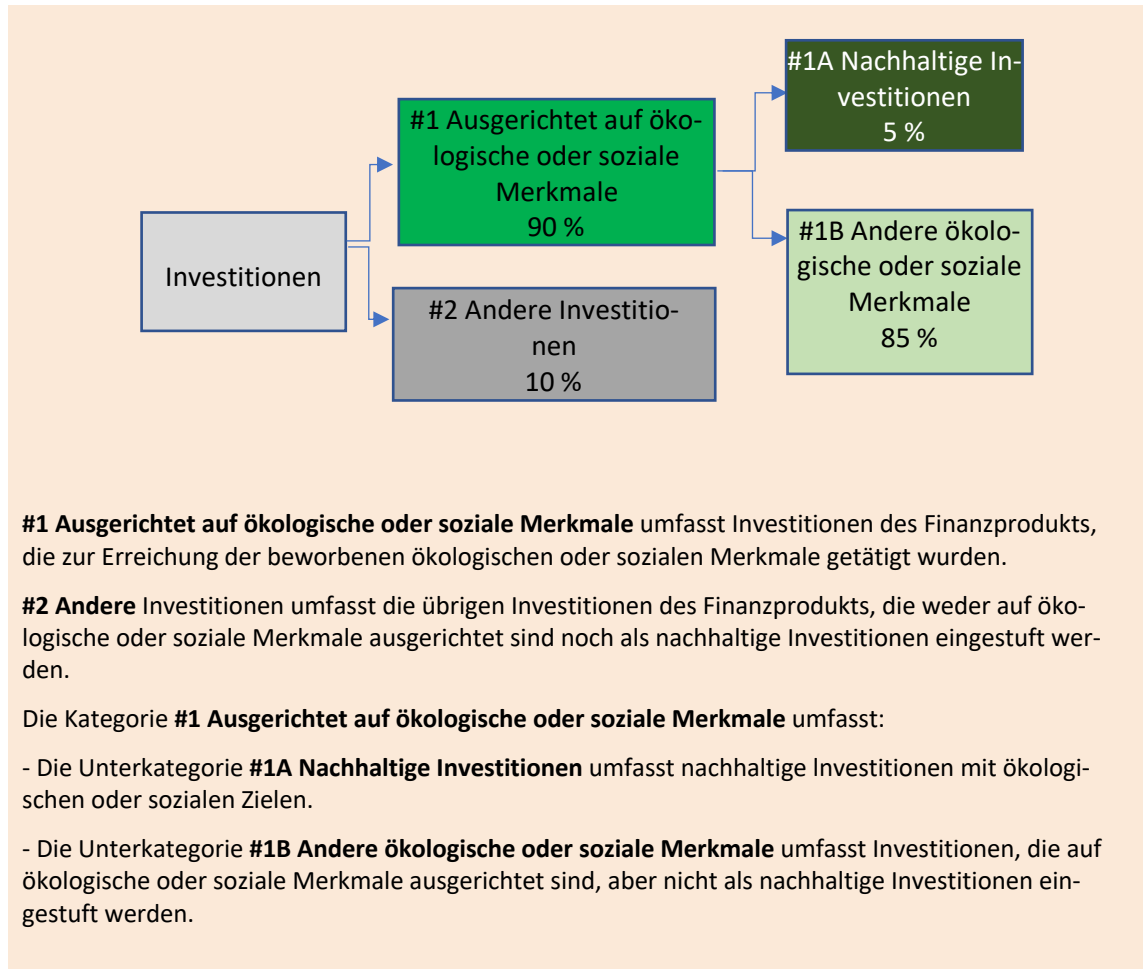 #1A Nachhaltige In-
vestitionen
5 %
#1 Ausgerichtet auf öko-
logische oder soziale
Merkmale
90 %
#1B Andere ökolo-
gische oder soziale
Merkmale
85 %
Investitionen
#2 Andere Investitio-
nen
10 %
#1 Ausgerichtet auf ökologische oder soziale Merkmale umfasst Investitionen des Finanzprodukts,
die zur Erreichung der beworbenen ökologischen oder sozialen Merkmale getätigt wurden.
#2 Andere Investitionen umfasst die übrigen Investitionen des Finanzprodukts, die weder auf öko-
logische oder soziale Merkmale ausgerichtet sind noch als nachhaltige Investitionen eingestuft wer-
den.
Die Kategorie #1 Ausgerichtet auf ökologische oder soziale Merkmale umfasst:
- Die Unterkategorie #1A Nachhaltige Investitionen umfasst nachhaltige Investitionen mit ökologi-
schen oder sozialen Zielen.
- Die Unterkategorie #1B Andere ökologische oder soziale Merkmale umfasst Investitionen, die auf
ökologische oder soziale Merkmale ausgerichtet sind, aber nicht als nachhaltige Investitionen ein-
gestuft werden.